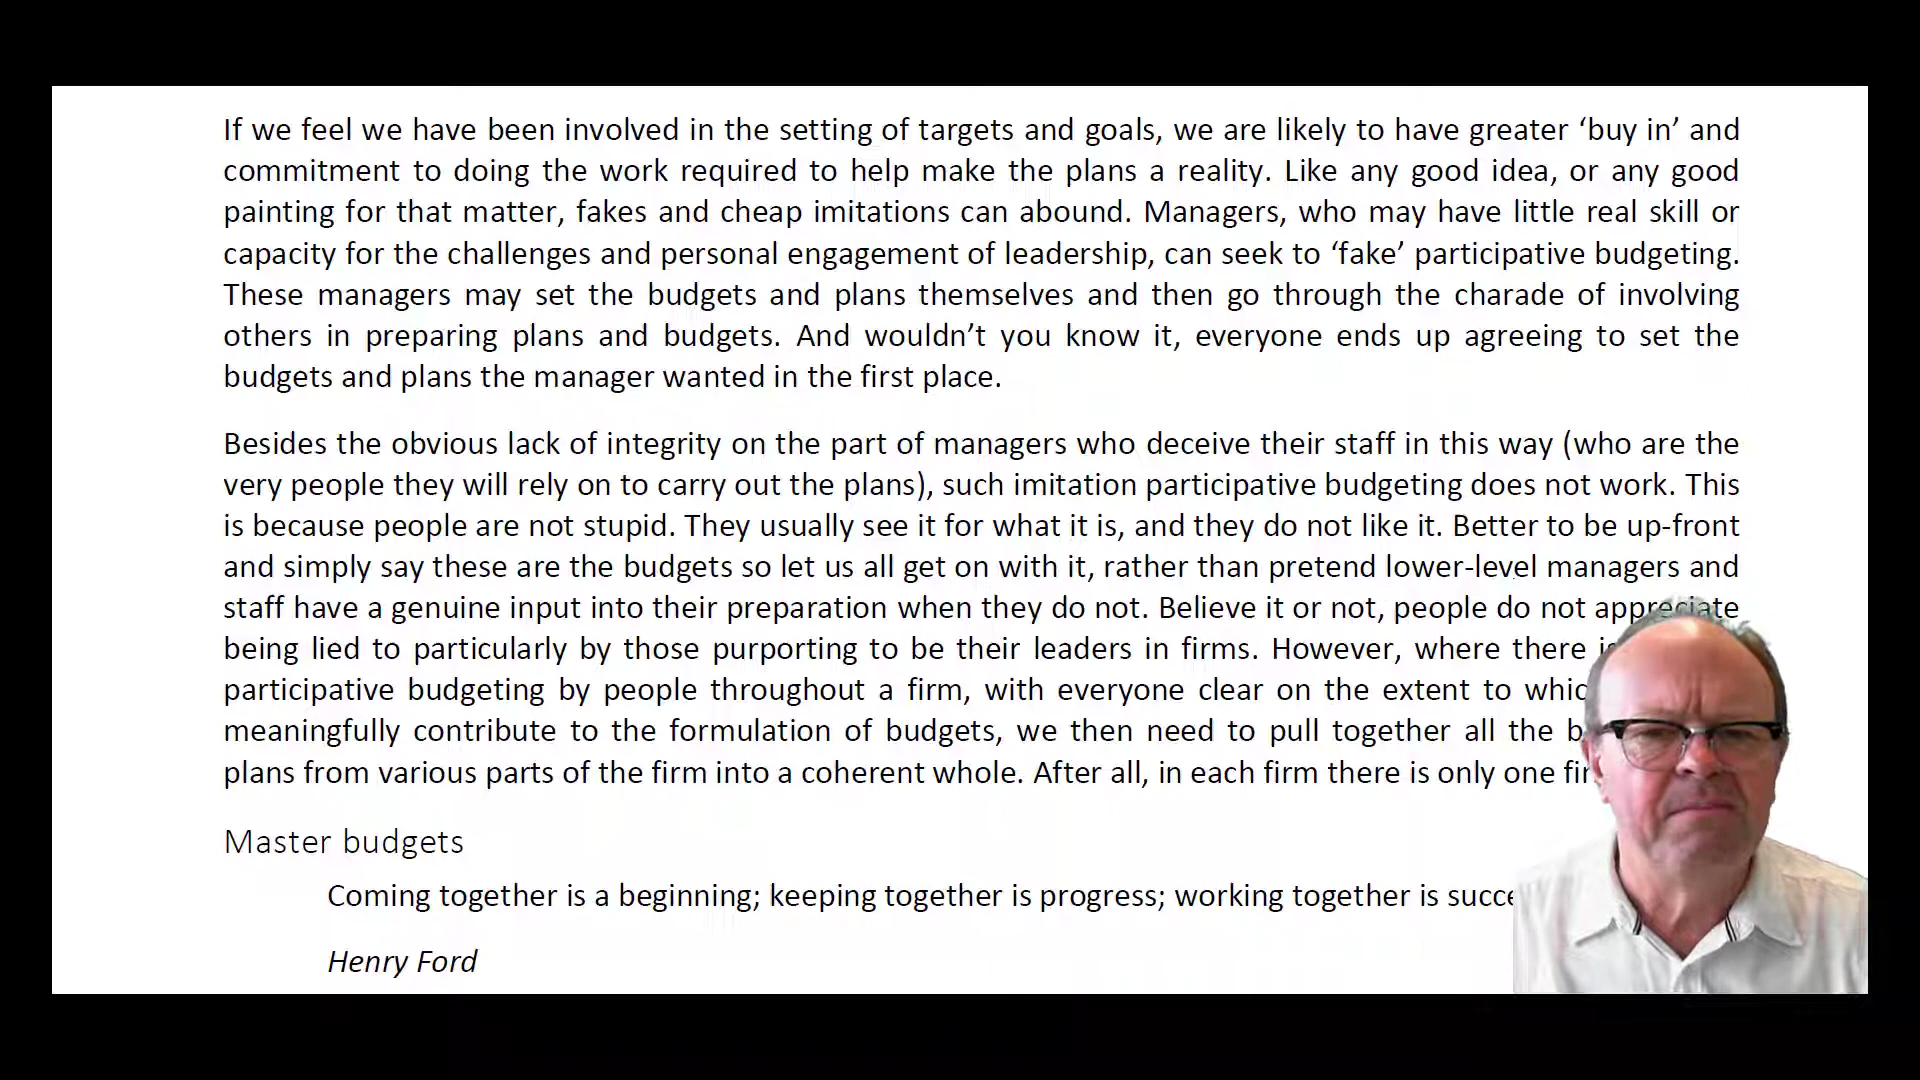 If we feel we have been involved in the setting of targets and goals, we are likely to have greater ‘buy in’ and
commitment to doing the work required to help make the plans a reality. Like any good idea, or any good
painting for that matter, fakes and cheap imitations can abound. Managers, who may have little real skill or
capacity for the challenges and personal engagement of leadership, can seek to ‘fake’ participative budgeting.
These managers may set the budgets and plans themselves and then go through the charade of involving
others in preparing plans and budgets. And wouldn’t you know it, everyone ends up agreeing to set the
budgets and plans the manager wanted in the first place.
Besides the obvious lack of integrity on the part of managers who deceive their staff in this way (who are the
very people they will rely on to carry out the plans), such imitation participative budgeting does not work. This
is because people are not stupid. They usually see it for what it is, and they do not like it. Better to be up-front
and simply say these are the budgets so let us all get on with it, rather than pretend lower-level managers and
staff have a genuine input into their preparation when they do not. Believe it or not, people do not appreciate
being lied to particularly by those purporting to be their leaders in firms. However, where there
participative budgeting by people throughout a firm, with everyone clear on the extent to
meaningfully contribute to the formulation of budgets, we then need to pull together all the
plans from various parts of the firm into a coherent whole. After all, in each firm there is only one
Master budgets
Coming together is a beginning; keeping together is progress; working together is
Henry Ford